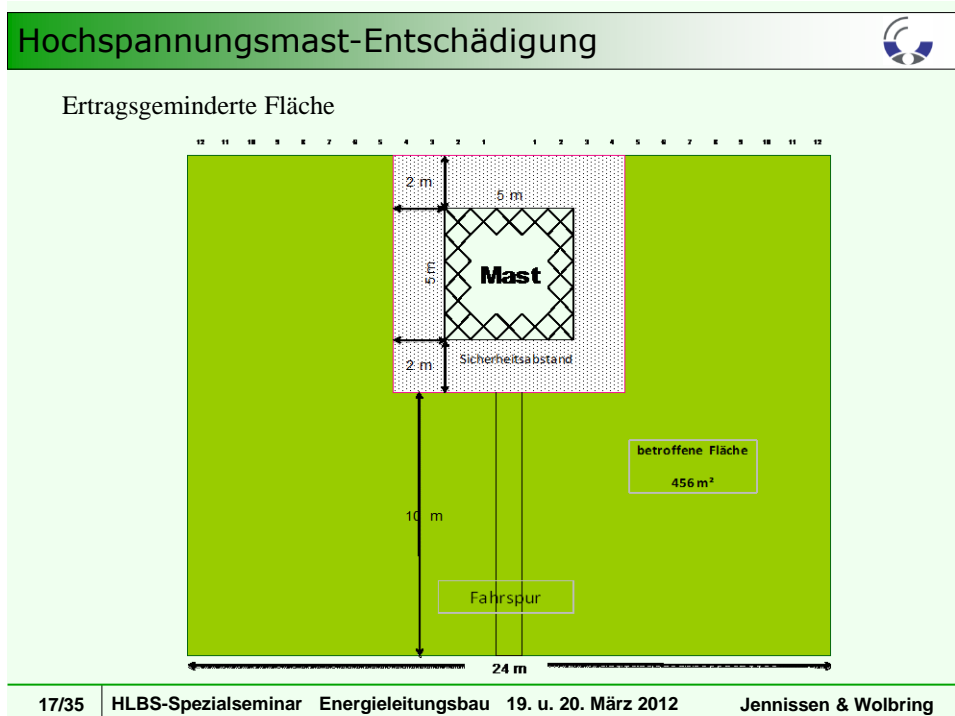 Hochspannungsmast-Entschädigung
Ertragsgeminderte Fläche
12 11 10 9 8 7 6 5 4 3 2 1 1 2 3 4 5 6 7 8 9 10 11 12
2 m
5 m
5 m
Mast
2 m
Sicherheitsabstand
betroffene Fläche
456 m²
10 m
Fahrspur
24 m
17/35 HLBS-Spezialseminar Energieleitungsbau 19. u. 20. März 2012 Jennissen & Wolbring